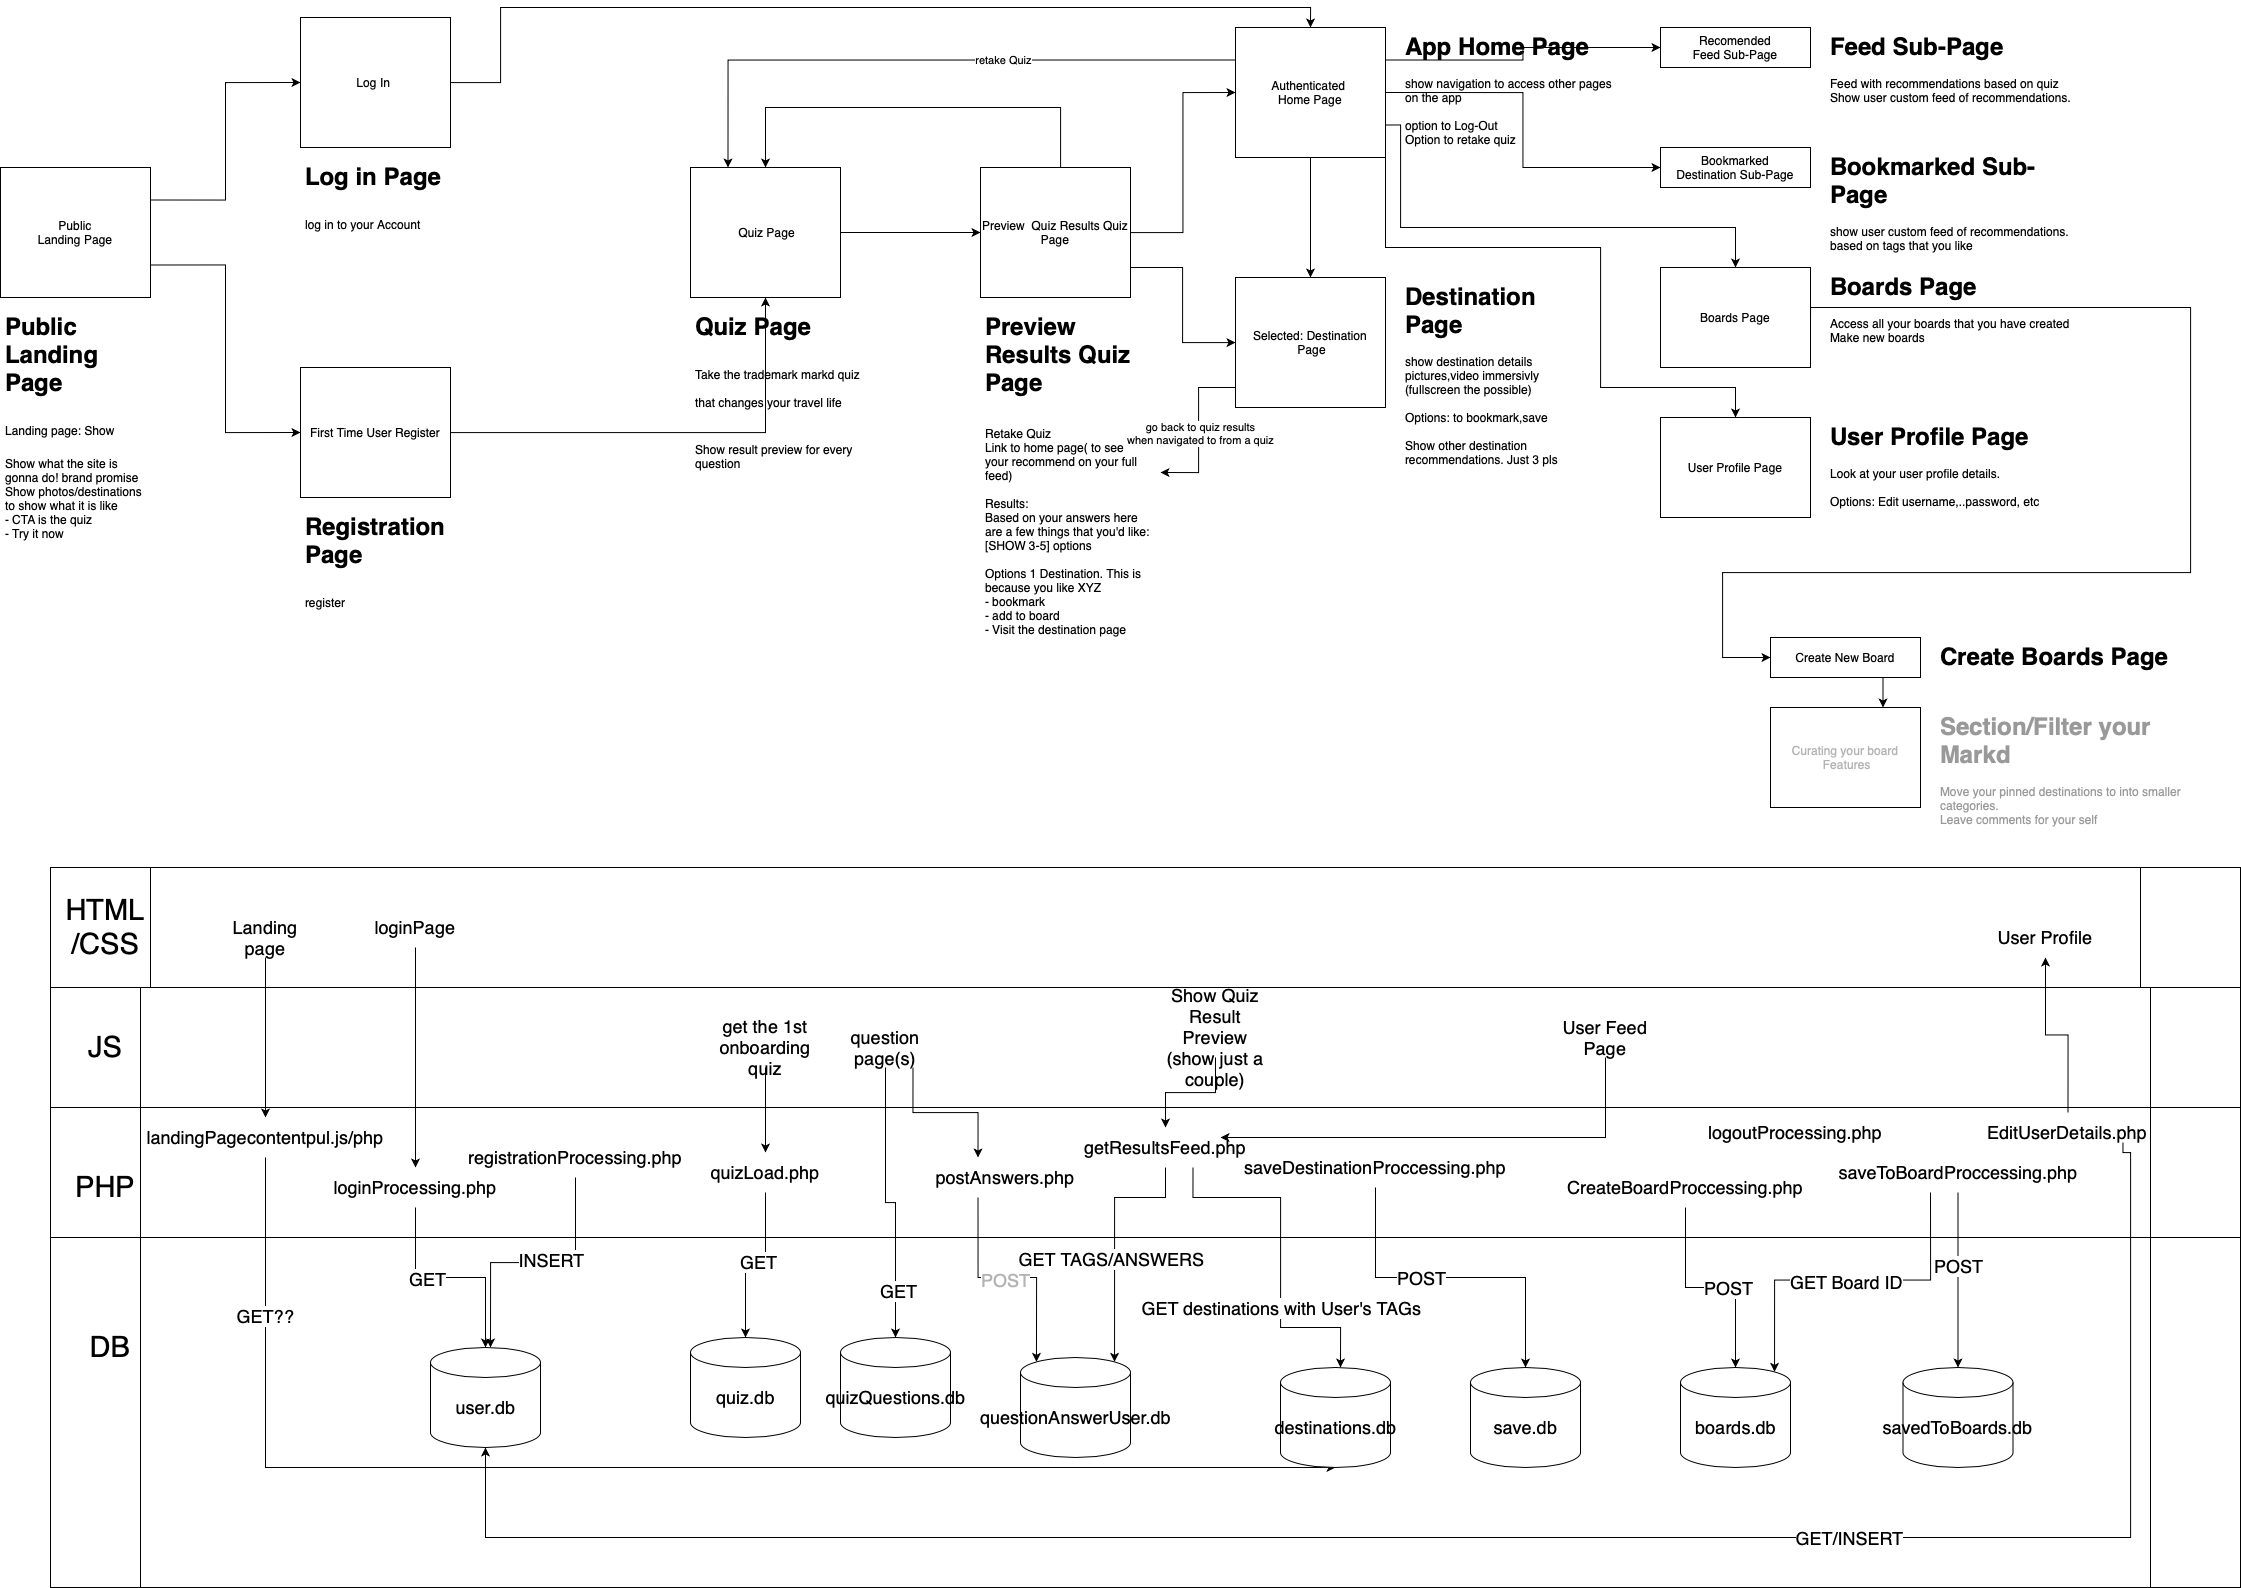 Log In
Log in Page
log in to your Account
Public
Landing Page
Public
Landing
Page
Landing page: Show
Show what the site is
gonna do! brand promise
Show photos/destinations
to show what it is like
- CTA is the quiz
- Try it now
First Time User Register
Registration
Page
register
retake Quiz
Quiz Page
Quiz Page
Take the trademark markd quiz
that changes your travel life
Show result preview for every
question
Preview  Quiz Results Quiz
Page
Preview
Results Quiz
Page
Retake Quiz
Link to home page( to see
your recommend on your full
feed)
Results:
Based on your answers here
are a few things that you'd like:
[SHOW 3-5] options
Options 1 Destination. This is
because you like XYZ
- bookmark
- add to board
- Visit the destination page
Authenticated
Home Page
App Home Page
show navigation to access other pages
on the app
option to Log-Out
Option to retake quiz
Selected: Destination
Page
go back to quiz results
when navigated to from a quiz
Destination
Page
show destination details
pictures,video immersivly
(fullscreen the possible)
Options: to bookmark,save
Show other destination
recommendations. Just 3 pls
Recomended
Feed Sub-Page
Feed Sub-Page
Feed with recommendations based on quiz
Show user custom feed of recommendations.
Bookmarked
Destination Sub-Page
Bookmarked Sub-
Page
show user custom feed of recommendations.
based on tags that you like
Boards Page
Boards Page
Access all your boards that you have created
Make new boards
User Profile Page
User Profile Page
Look at your user profile details.
Options: Edit username,..password, etc
Create New Board
Create Boards Page
Curating your board
Features
Section/Filter your
Markd
Move your pinned destinations to into smaller
categories.
Leave comments for your self
HTML
/CSS
Landing
page
loginPage
User Profile
JS
get the 1st
onboarding
quiz
question
page(s)
Show Quiz
Result
Preview
(show just a
couple)
User Feed
Page
PHP
landingPagecontentpul.js/php
loginProcessing.php
registrationProcessing.php
quizLoad.php
postAnswers.php
getResultsFeed.php
saveDestinationProccessing.php
CreateBoardProccessing.php
logoutProcessing.php
saveToBoardProccessing.php
EditUserDetails.php
DB
GET??
GET
INSERT
GET
GET
POST
GET TAGS/ANSWERS
GET destinations with User's TAGs
POST
POST
GET Board ID
POST
user.db
quiz.db
quizQuestions.db
questionAnswerUser.db
destinations.db
save.db
boards.db
savedToBoards.db
GET/INSERT